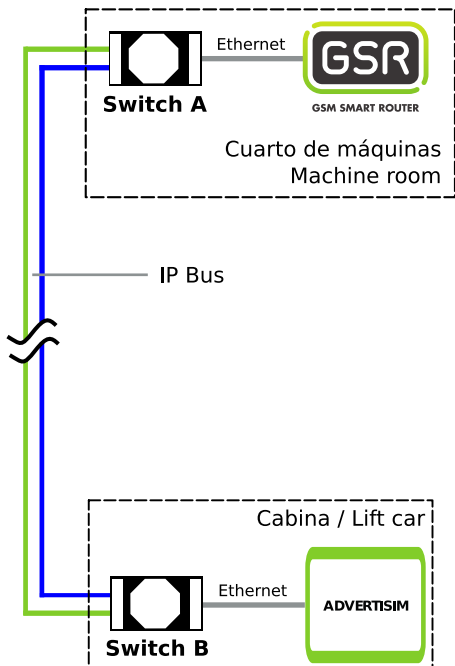 Ethernet
GSR
Switch A
GSM SMART ROUTER
Cuarto de máquinas
Machine room
IP Bus
Cabina / Lift car
Ethernet
ADVERTISIM
Switch B